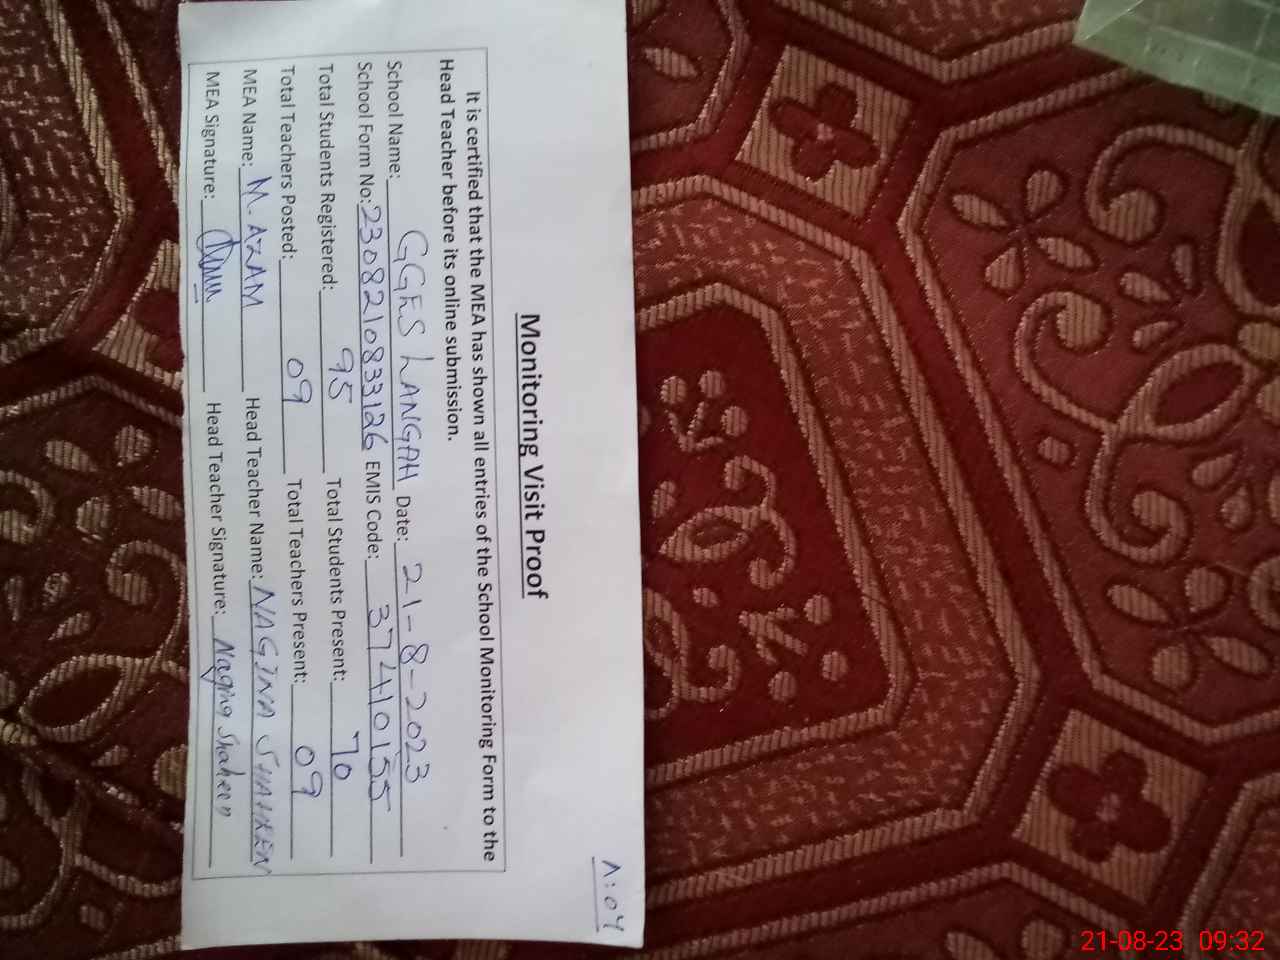 Monitoring Visit Proof
It is certified that the MEA has shown all entries of the School Monitoring Form to the
Head Teacher before its online submission.
School Name: GGES LANGAH Date: 21-8-2023
School Form No: 2308210833126 EMIS Code: 37410155
Total Students Registered: 95 Total Students Present: 70
Total Teachers Posted: 09 Total Teachers Present: 09
MEA Name: M. AZAM Head Teacher Name: NAGINA SHAHEEN
MEA Signature: Head Teacher Signature: Nagina Shaheen
21-08-23 09:32